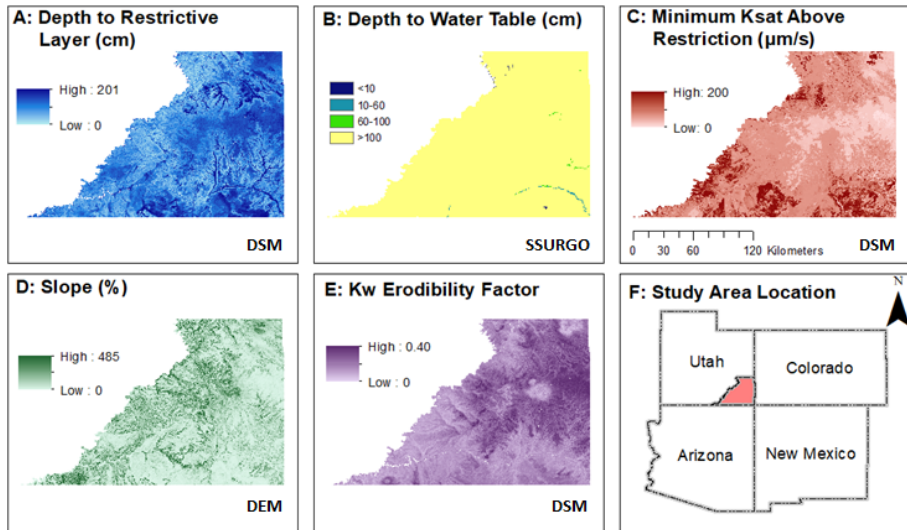 A: Depth to Restrictive
Layer (cm)
High : 201
Low : 0
DSM
B: Depth to Water Table (cm)
<10
10-60
60-100
>100
SSURGO
C: Minimum Ksat Above
Restriction (µm/s)
High: 200
Low : 0
0 30 60 120 Kilometers
DSM
D: Slope (%)
High : 485
Low : 0
DEM
E: Kw Erodibility Factor
High : 0.40
Low : 0
DSM
F: Study Area Location
N
Utah
Colorado
Arizona
New Mexico